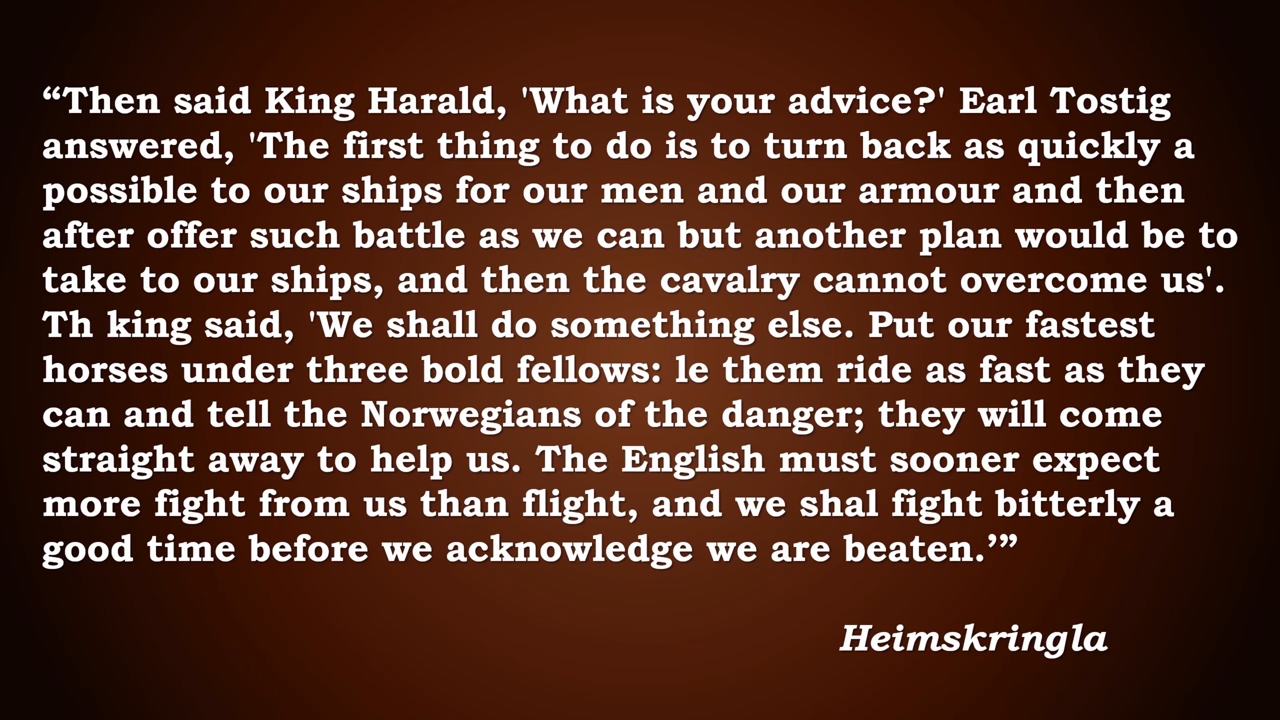 “Then said King Harald, 'What is your advice?' Earl Tostig
answered, 'The first thing to do is to turn back as quickly a
possible to our ships for our men and our armour and then
after offer such battle as we can but another plan would be to
take to our ships, and then the cavalry cannot overcome us'.
Th king said, 'We shall do something else. Put our fastest
horses under three bold fellows: le them ride as fast as they
can and tell the Norwegians of the danger; they will come
straight away to help us. The English must sooner expect
more fight from us than flight, and we shal fight bitterly a
good time before we acknowledge we are beaten.’”
Heimskringla